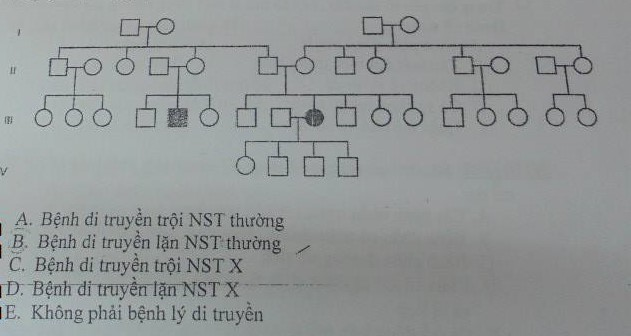 I
II
III
V
A. Bệnh di truyền trội NST thường
B. Bệnh di truyền lặn NST thường
C. Bệnh di truyền trội NST X
D. Bệnh di truyền lặn NST X
E. Không phải bệnh lý di truyền